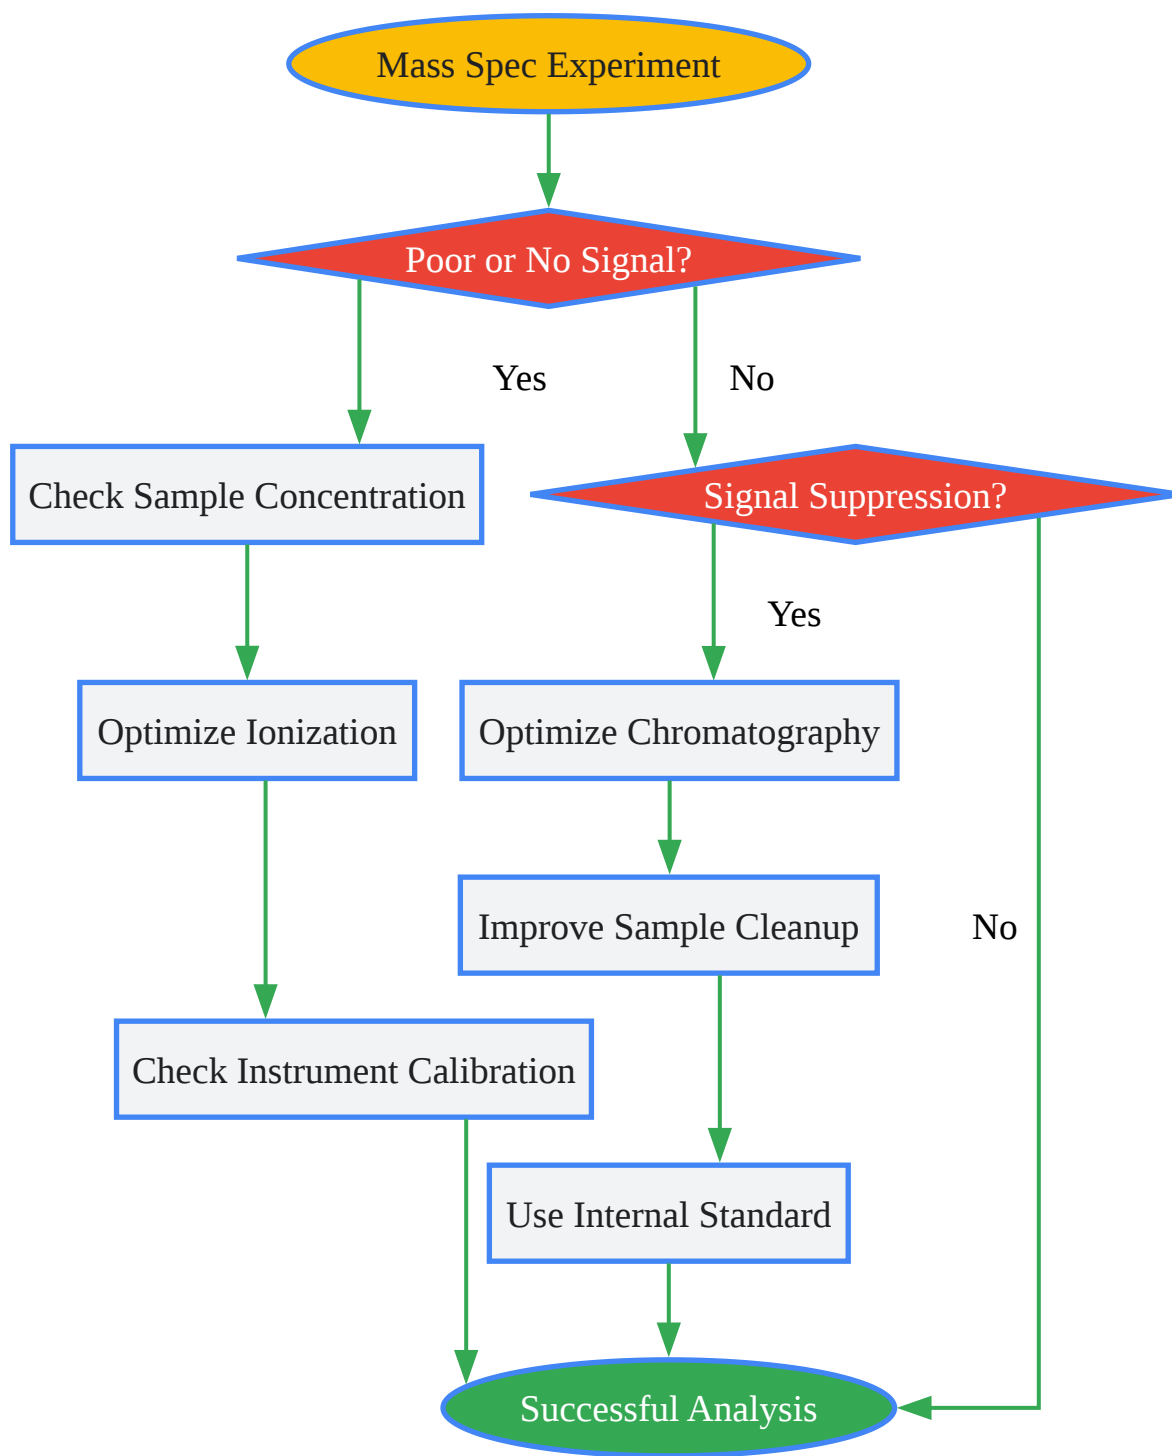 Mass Spec Experiment
Poor or No Signal?
Yes
No
Check Sample Concentration
Signal Suppression?
Yes
Optimize Ionization
Optimize Chromatography
Improve Sample Cleanup
No
Check Instrument Calibration
Use Internal Standard
Successful Analysis